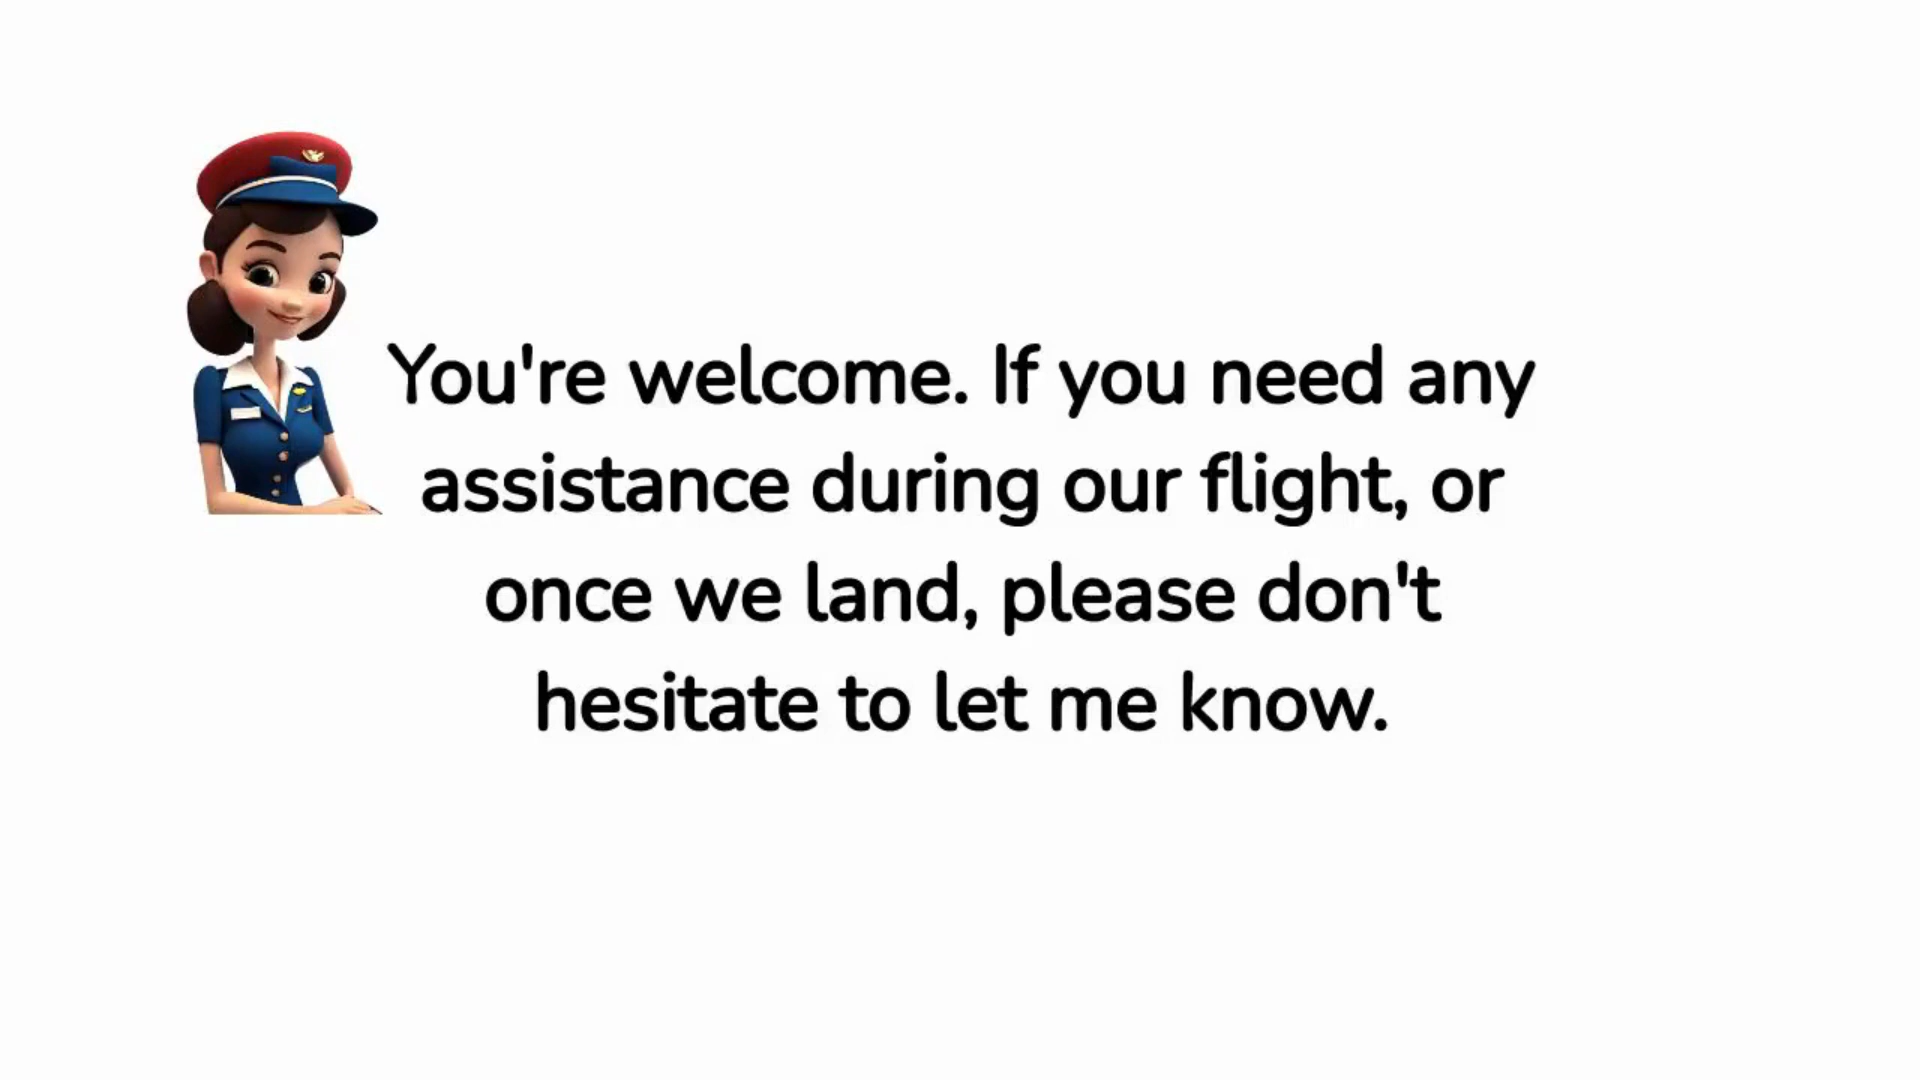 You're welcome. If you need any
assistance during our flight, or
once we land, please don't
hesitate to let me know.